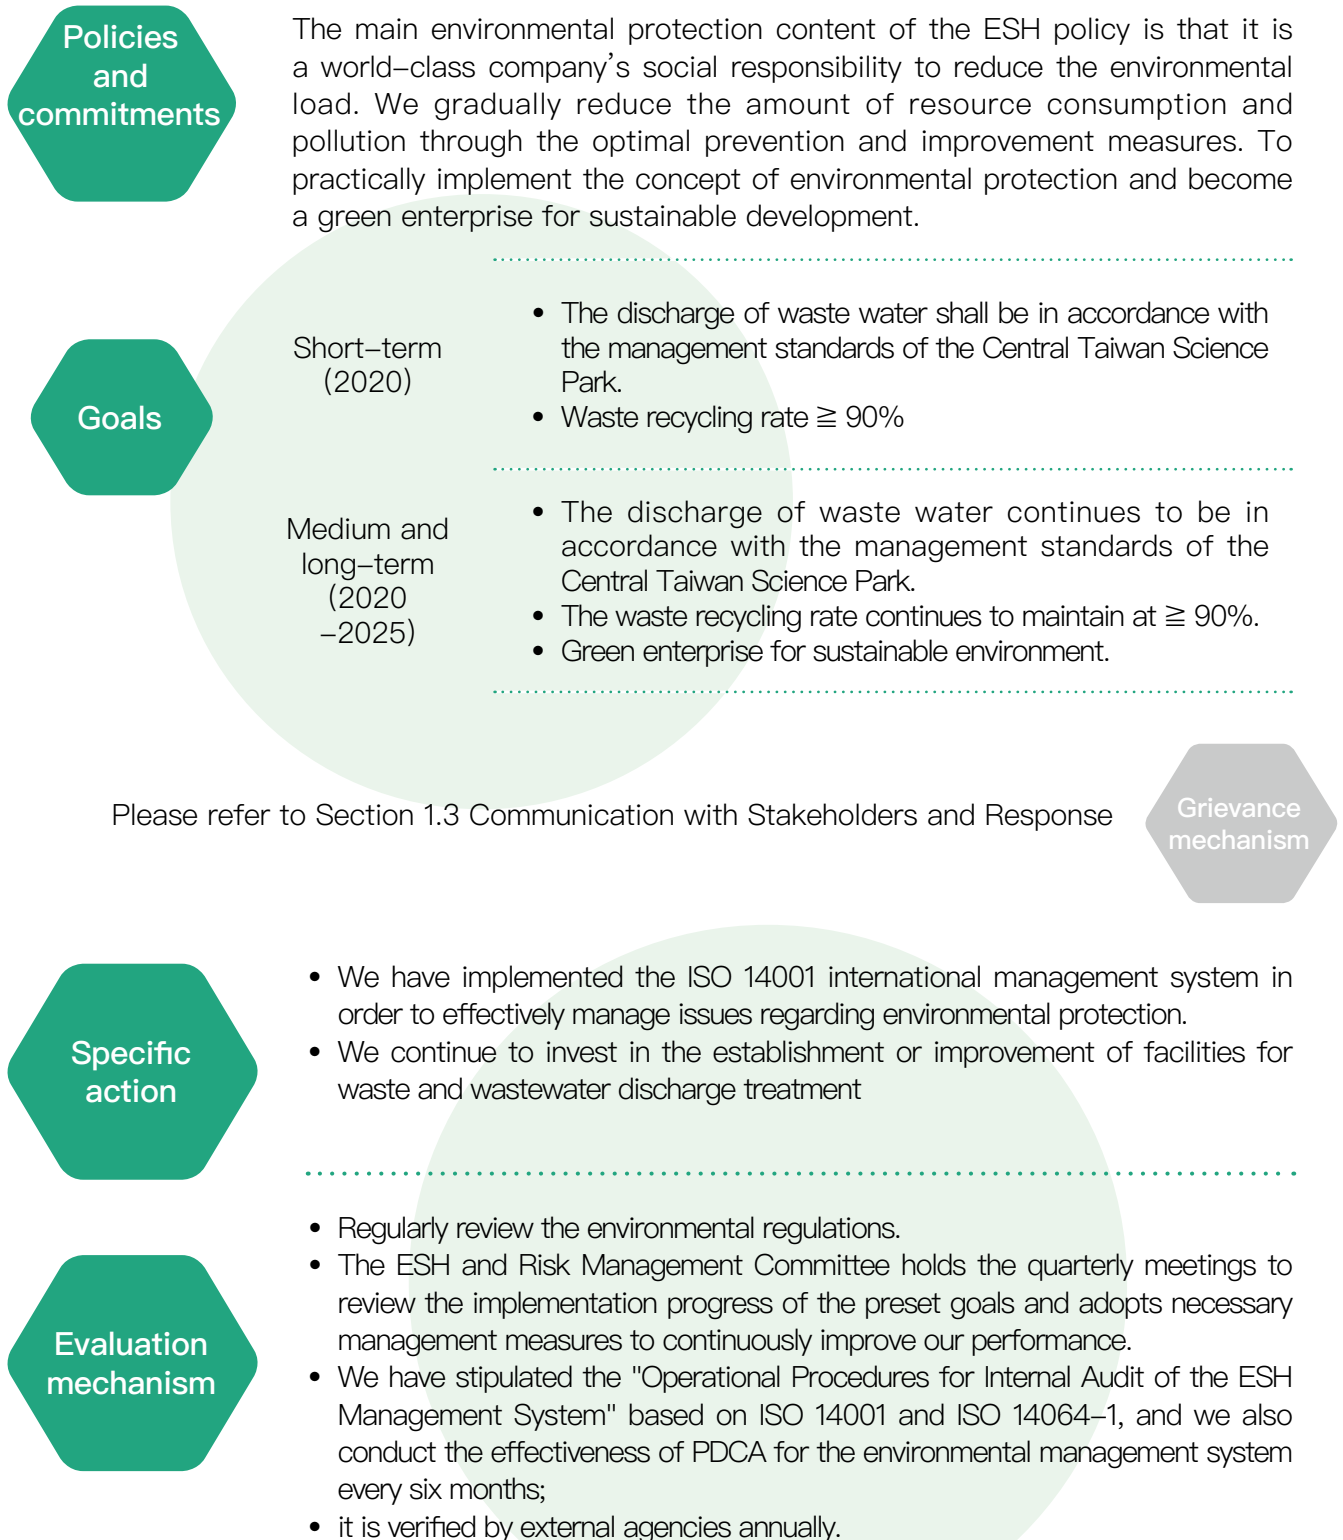 Policies
and
commitments
The main environmental protection content of the ESH policy is that it is
a world-class company's social responsibility to reduce the environmental
load. We gradually reduce the amount of resource consumption and
pollution through the optimal prevention and improvement measures. To
practically implement the concept of environmental protection and become
a green enterprise for sustainable development.
Goals
Short-term
(2020)
• The discharge of waste water shall be in accordance with
the management standards of the Central Taiwan Science
Park.
• Waste recycling rate ≧ 90%
Medium and
long-term
(2020
-2025)
• The discharge of waste water continues to be in
accordance with the management standards of the
Central Taiwan Science Park.
• The waste recycling rate continues to maintain at ≧ 90%.
• Green enterprise for sustainable environment.
Please refer to Section 1.3 Communication with Stakeholders and Response
Grievance
mechanism
Specific
action
• We have implemented the ISO 14001 international management system in
order to effectively manage issues regarding environmental protection.
• We continue to invest in the establishment or improvement of facilities for
waste and wastewater discharge treatment
Evaluation
mechanism
• Regularly review the environmental regulations.
• The ESH and Risk Management Committee holds the quarterly meetings to
review the implementation progress of the preset goals and adopts necessary
management measures to continuously improve our performance.
• We have stipulated the "Operational Procedures for Internal Audit of the ESH
Management System" based on ISO 14001 and ISO 14064-1, and we also
conduct the effectiveness of PDCA for the environmental management system
every six months;
• it is verified by external agencies annually.